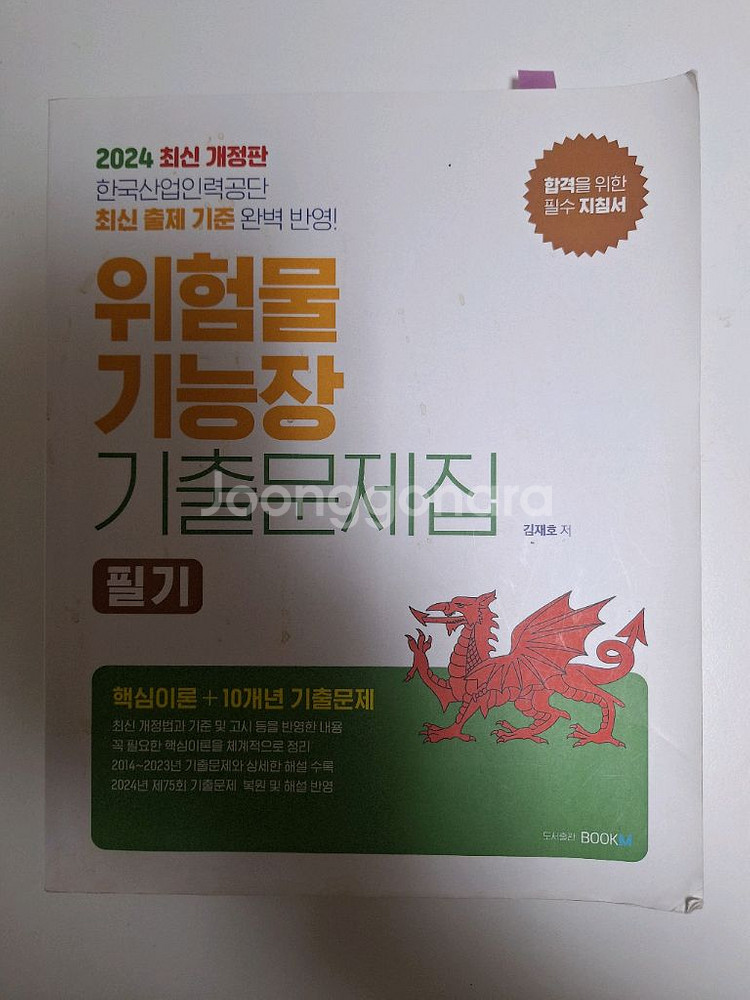 2024 최신 개정판
한국산업인력공단
최신 출제 기준 완벽 반영!
합격을 위한
필수 지침서
위험물
기능장
기출문제집
Joonggonara
김재호 저
필기
핵심이론+10개년 기출문제
최신 개정법과 기준 및 고시 등을 반영한 내용
꼭 필요한 핵심이론을 체계적으로 정리
2014~2023년 기출문제와 상세한 해설 수록
2024년 제75회 기출문제 복원 및 해설 반영
도서출판 BOOKM